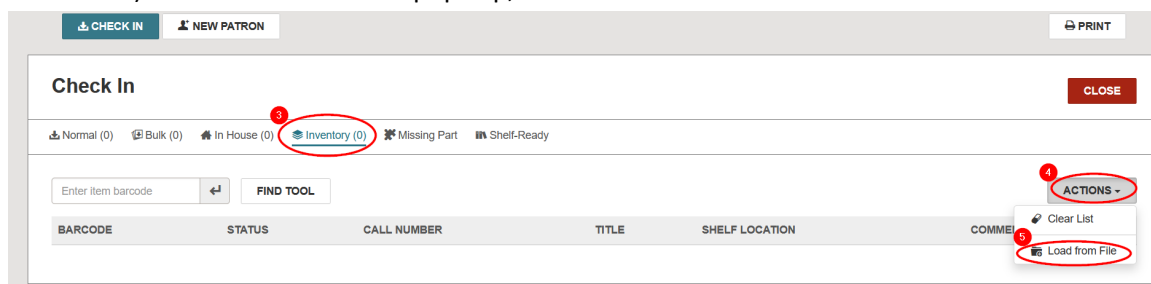 CHECK IN NEW PATRON PRINT
Check In
CLOSE
3
Normal (0) Bulk (0) In House (0) Inventory (0) Missing Part Shelf-Ready
4
Enter item barcode FIND TOOL ACTIONS
Clear List
BARCODE STATUS CALL NUMBER TITLE SHELF LOCATION COMME
5
Load from File